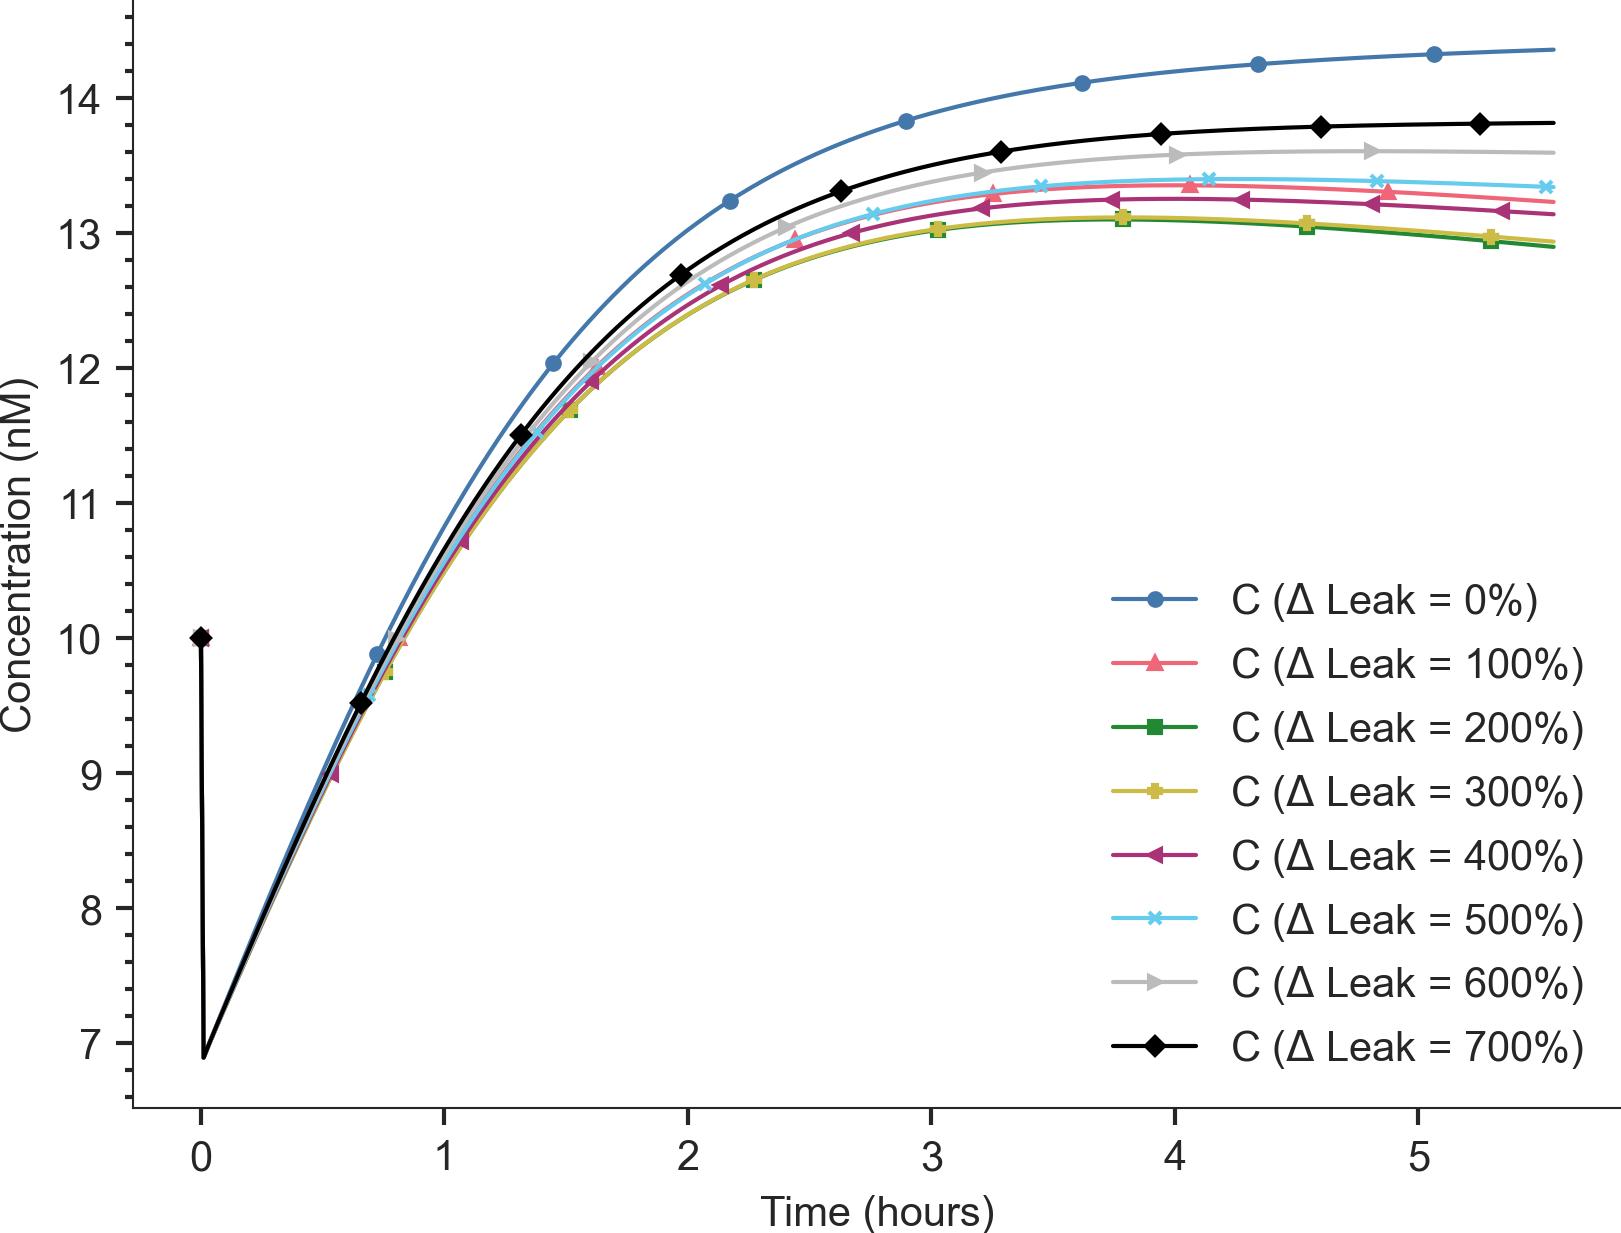 Concentration (nM)
14
13
12
11
10
9
8
7
C (Δ Leak = 0%)
C (Δ Leak = 100%)
C (Δ Leak = 200%)
C (Δ Leak = 300%)
C (Δ Leak = 400%)
C (Δ Leak = 500%)
C (Δ Leak = 600%)
C (Δ Leak = 700%)
0 1 2 3 4 5
Time (hours)